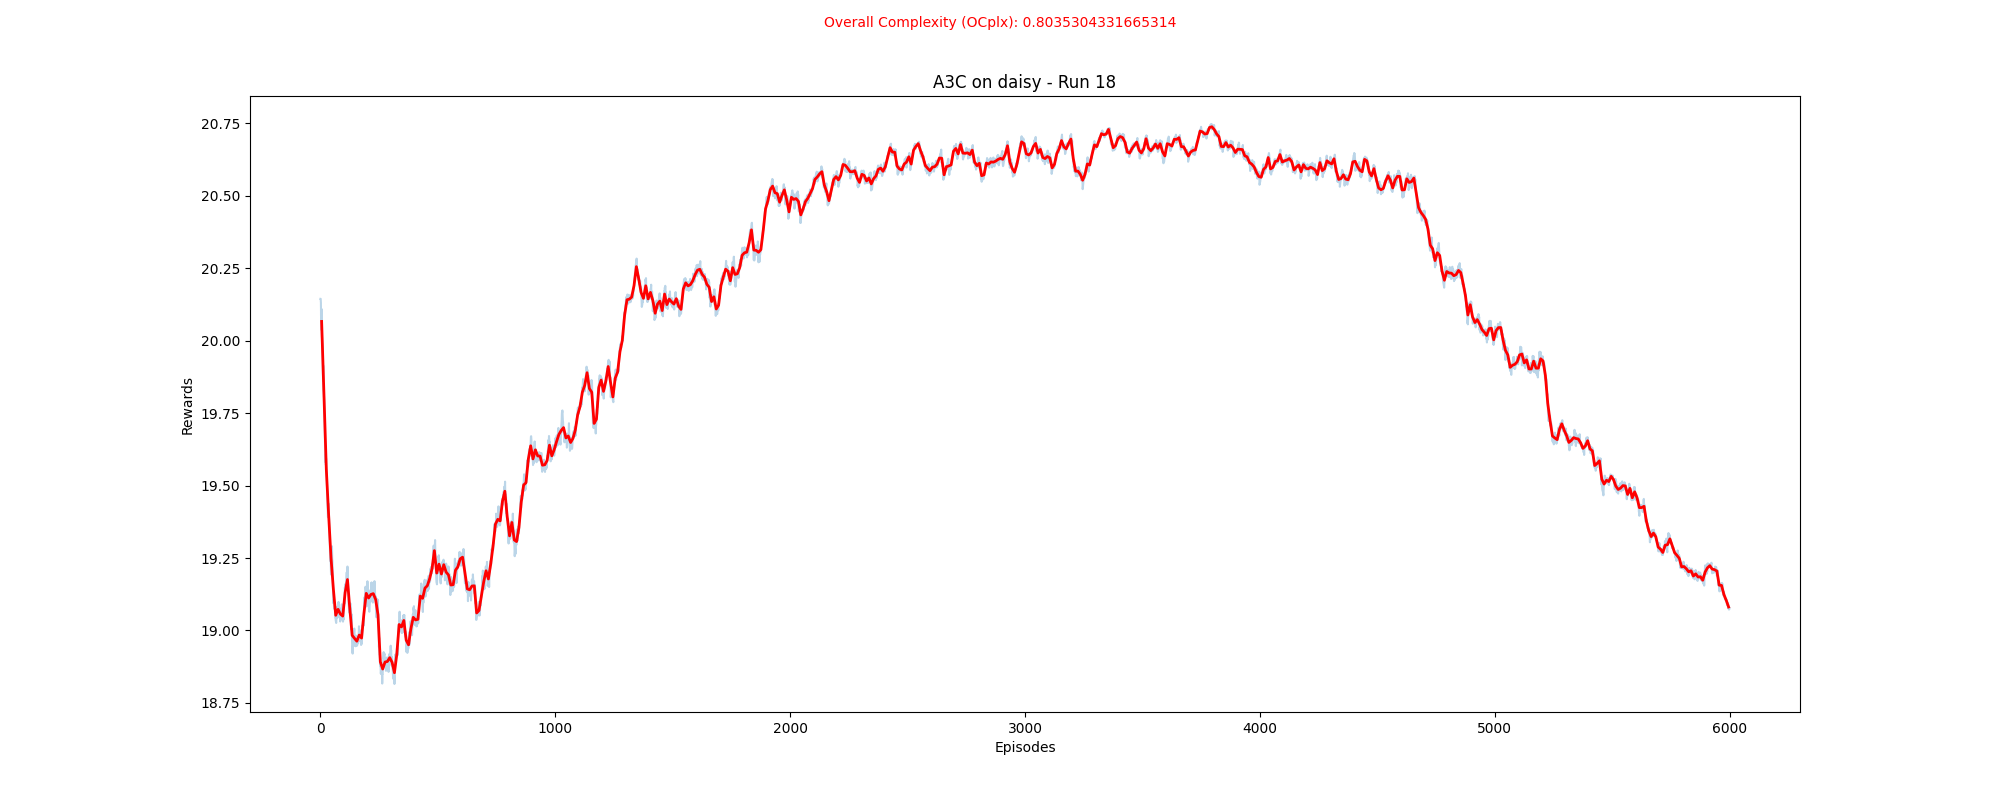 Overall Complexity (OCplx): 0.8035304331665314
A3C on daisy - Run 18
20.75
20.50
20.25
20.00
19.75
19.50
19.25
19.00
18.75
Rewards
0 1000 2000 3000 4000 5000 6000
Episodes